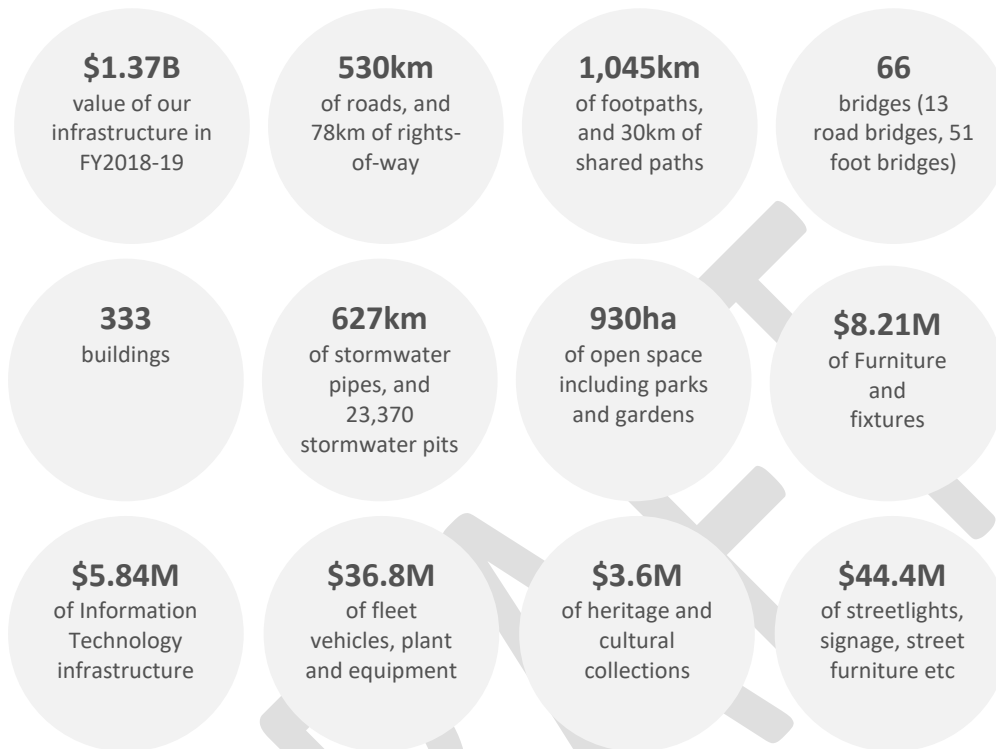 $1.37B
value of our
infrastructure in
FY2018-19
530km
of roads, and
78km of rights-
of-way
1,045km
of footpaths,
and 30km of
shared paths
66
bridges (13
road bridges, 51
foot bridges)
333
buildings
627km
of stormwater
pipes, and
23,370
stormwater pits
930ha
of open space
including parks
and gardens
$8.21M
of Furniture
and
fixtures
$5.84M
of Information
Technology
infrastructure
$36.8M
of fleet
vehicles, plant
and equipment
$3.6M
of heritage and
cultural
collections
$44.4M
of streetlights,
signage, street
furniture etc